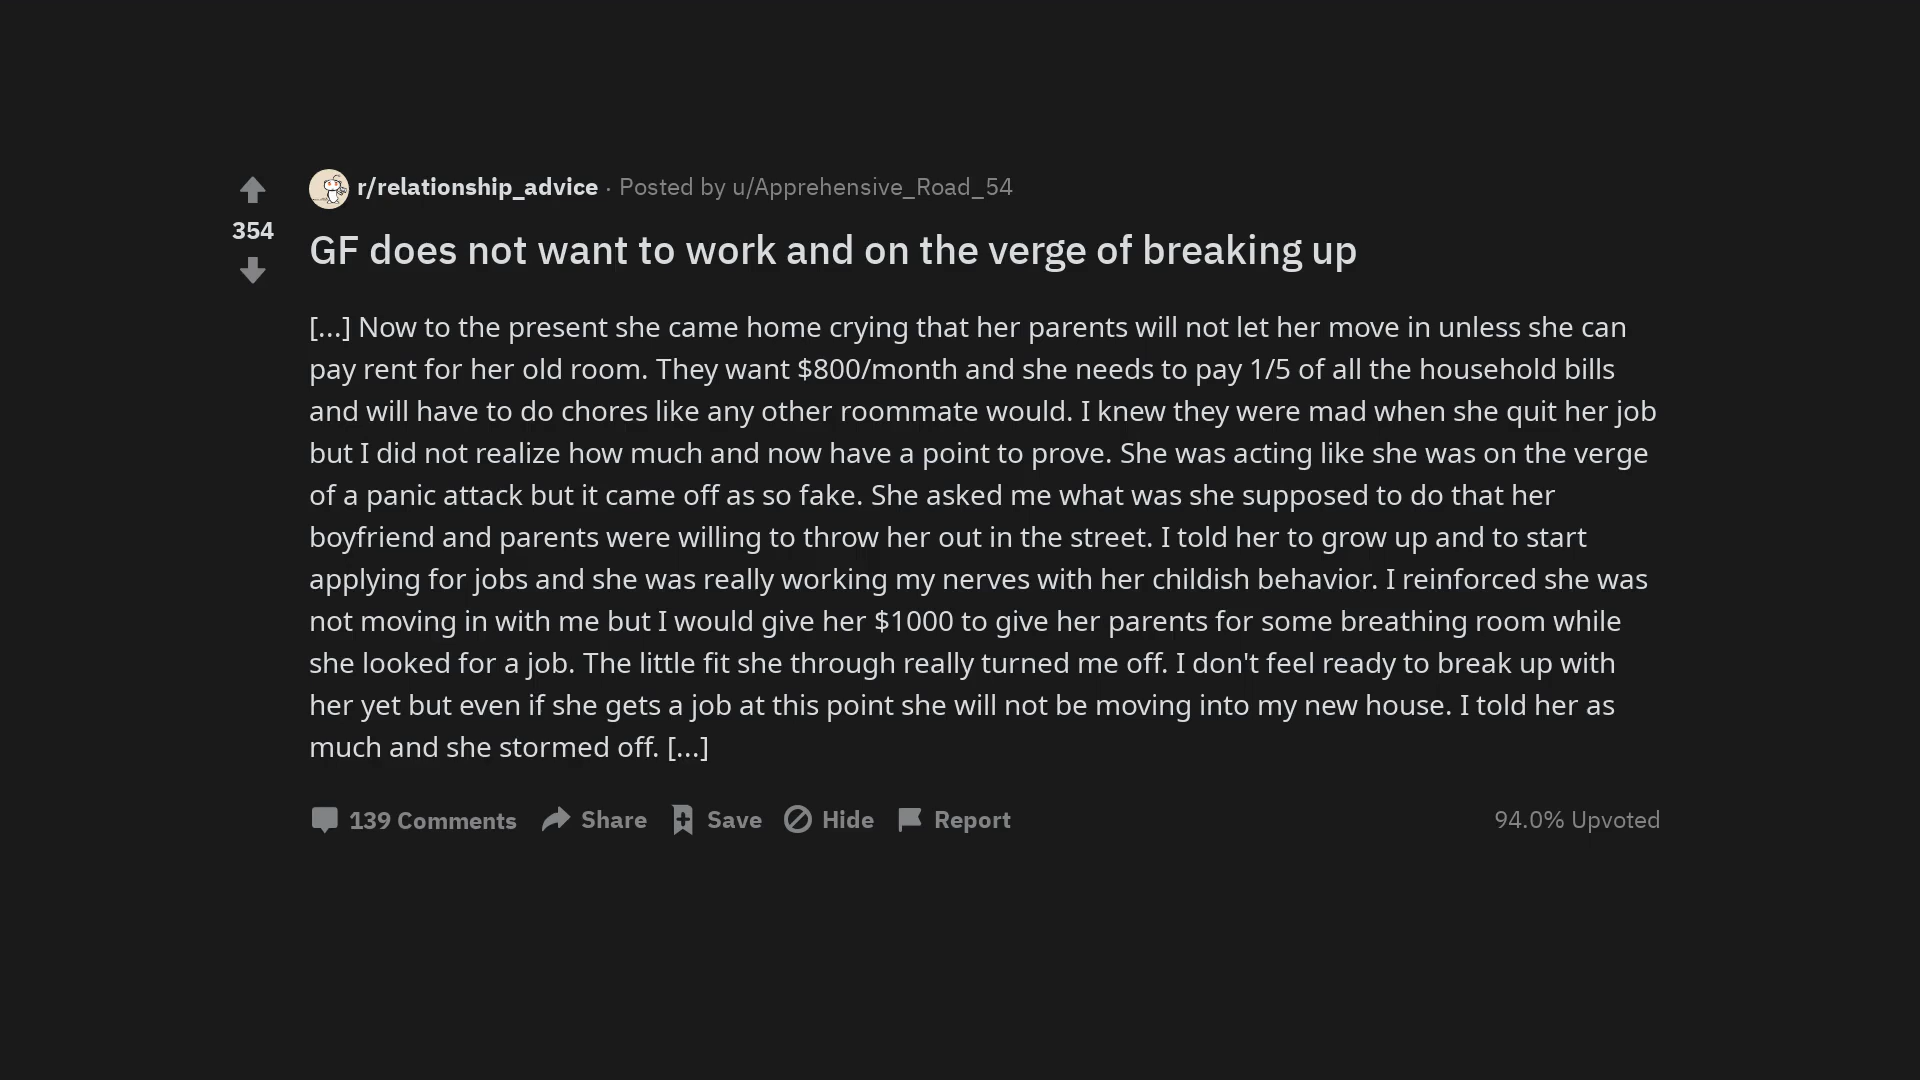 r/relationship_advice · Posted by u/Apprehensive_Road_54
354
GF does not want to work and on the verge of breaking up
[...] Now to the present she came home crying that her parents will not let her move in unless she can
pay rent for her old room. They want $800/month and she needs to pay 1/5 of all the household bills
and will have to do chores like any other roommate would. I knew they were mad when she quit her job
but I did not realize how much and now have a point to prove. She was acting like she was on the verge
of a panic attack but it came off as so fake. She asked me what was she supposed to do that her
boyfriend and parents were willing to throw her out in the street. I told her to grow up and to start
applying for jobs and she was really working my nerves with her childish behavior. I reinforced she was
not moving in with me but I would give her $1000 to give her parents for some breathing room while
she looked for a job. The little fit she through really turned me off. I don't feel ready to break up with
her yet but even if she gets a job at this point she will not be moving into my new house. I told her as
much and she stormed off. [...]
139 Comments Share Save Hide Report 94.0% Upvoted